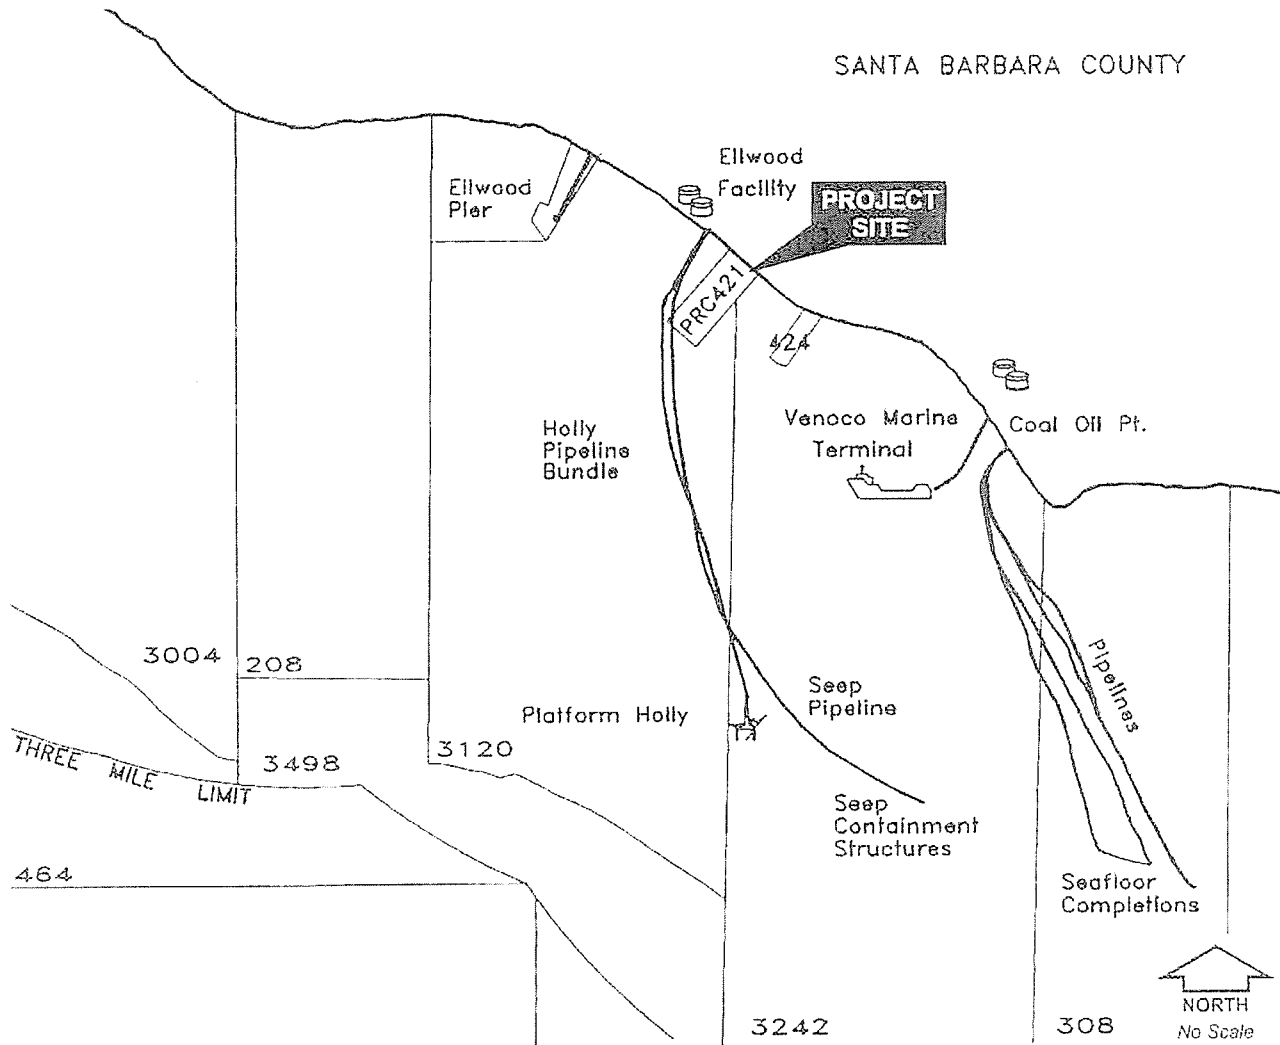 SANTA BARBARA COUNTY
Ellwood
Facility
Ellwood
Pier
PROJECT
SITE
PRC421
424
Venoco Marine
Terminal
Coal Oil Pt.
Holly
Pipeline
Bundle
3004
208
Seep
Pipeline
Pipelines
Platform Holly
THREE MILE LIMIT
3498
3120
Seep
Containment
Structures
464
Seafloor
Completions
3242
308
NORTH
No Scale